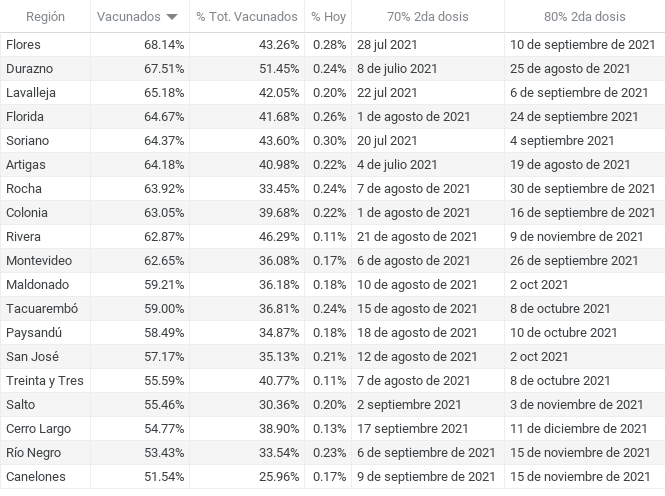 Región Vacunados % Tot. Vacunados % Hoy 70% 2da dosis 80% 2da dosis
Flores 68.14% 43.26% 0.28% 28 jul 2021 10 de septiembre de 2021
Durazno 67.51% 51.45% 0.24% 8 de julio 2021 25 de agosto de 2021
Lavalleja 65.18% 42.05% 0.20% 22 jul 2021 6 de septiembre de 2021
Florida 64.67% 41.68% 0.26% 1 de agosto de 2021 24 de septiembre de 2021
Soriano 64.37% 43.60% 0.30% 20 jul 2021 4 septiembre 2021
Artigas 64.18% 40.98% 0.22% 4 de julio 2021 19 de agosto de 2021
Rocha 63.92% 33.45% 0.24% 7 de agosto de 2021 30 de septiembre de 2021
Colonia 63.05% 39.68% 0.22% 1 de agosto de 2021 16 de septiembre de 2021
Rivera 62.87% 46.29% 0.11% 21 de agosto de 2021 9 de noviembre de 2021
Montevideo 62.65% 36.08% 0.17% 6 de agosto de 2021 26 de septiembre 2021
Maldonado 59.21% 36.18% 0.18% 10 de agosto de 2021 2 oct 2021
Tacuarembó 59.00% 36.81% 0.24% 15 de agosto de 2021 8 de octubre 2021
Paysandú 58.49% 34.87% 0.18% 18 de agosto de 2021 10 de octubre 2021
San José 57.17% 35.13% 0.21% 12 de agosto de 2021 2 oct 2021
Treinta y Tres 55.59% 40.77% 0.11% 7 de agosto de 2021 8 de octubre 2021
Salto 55.46% 30.36% 0.20% 2 septiembre 2021 3 de noviembre de 2021
Cerro Largo 54.77% 38.90% 0.13% 17 septiembre 2021 11 de diciembre de 2021
Río Negro 53.43% 33.54% 0.23% 6 de septiembre de 2021 15 de noviembre de 2021
Canelones 51.54% 25.96% 0.17% 9 de septiembre de 2021 15 de noviembre de 2021